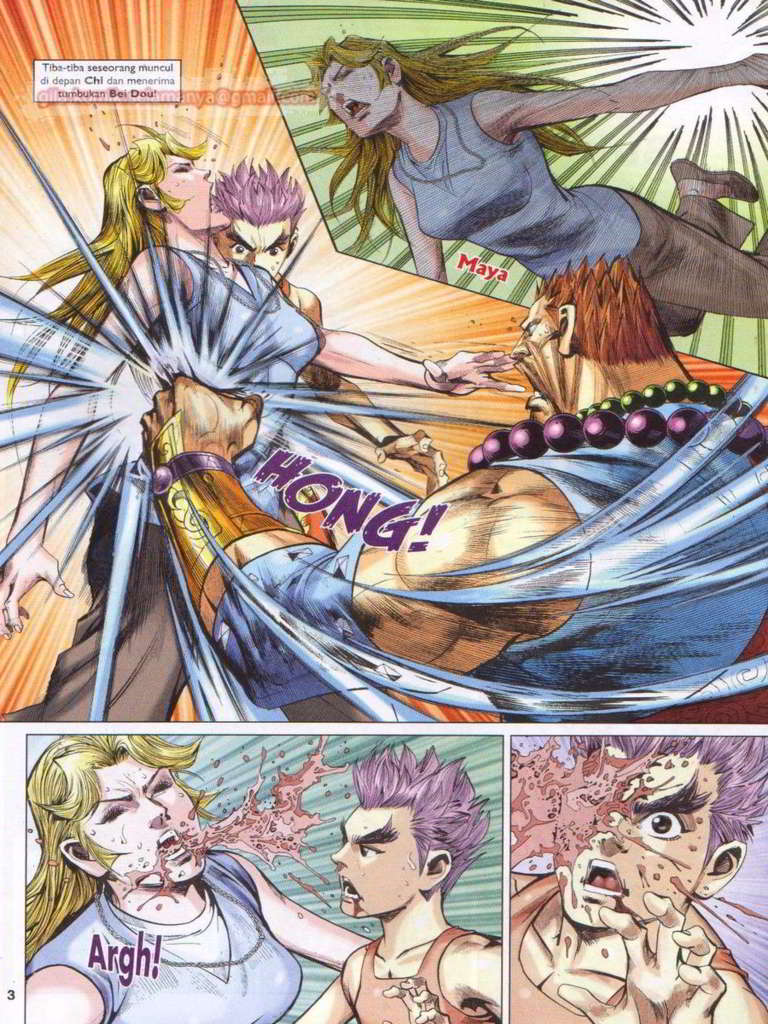 Tiba-tiba seseorang muncul
di depan Chi dan menerima
tumbukan Bei Dou!
Maya
HONG!
Argh!
3